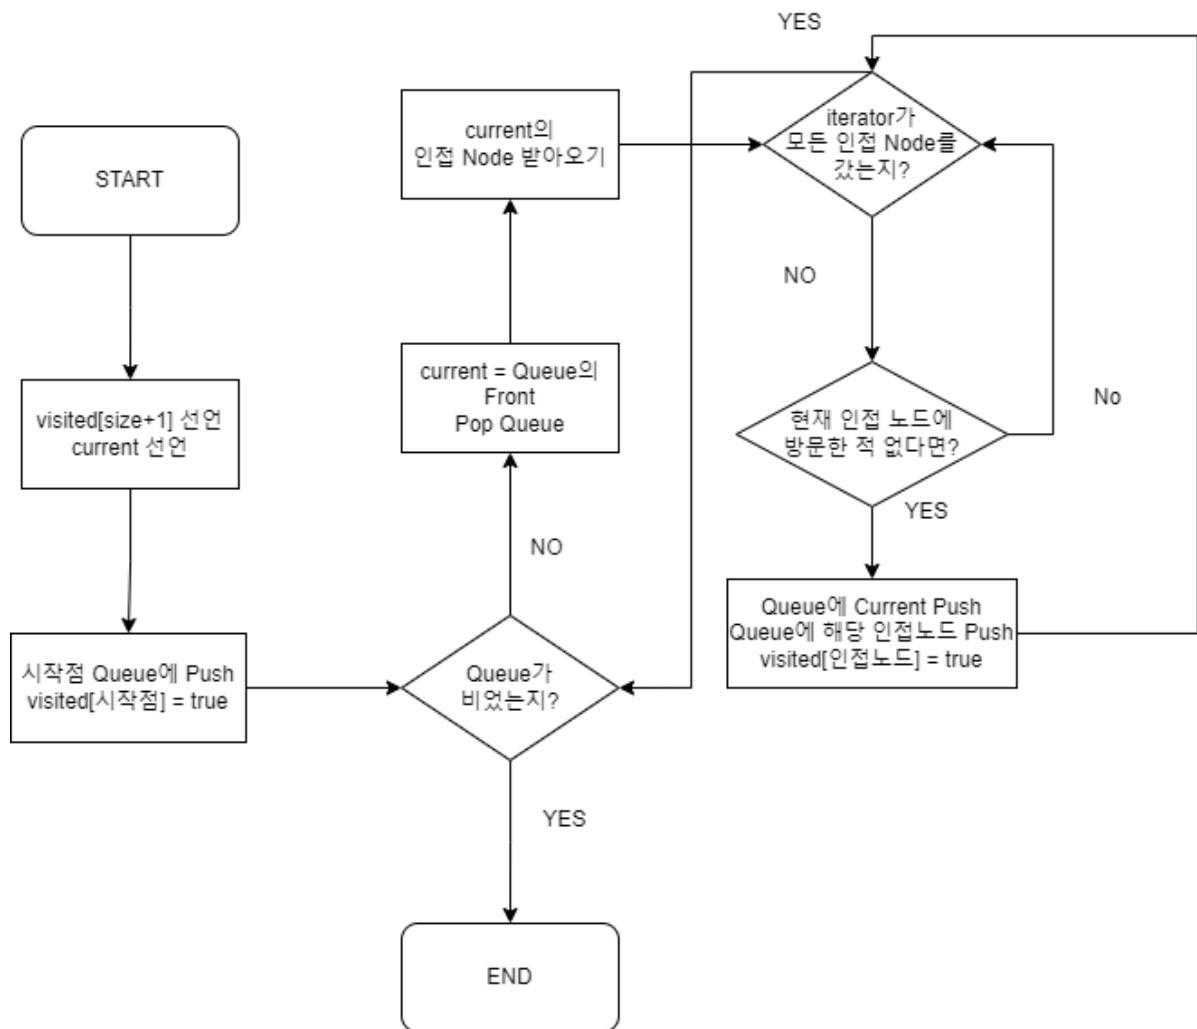 START
visited[size+1] 선언
current 선언
시작점 Queue에 Push
visited[시작점] = true
Queue가
비었는지?
NO
YES
END
current = Queue의
Front
Pop Queue
current의
인접 Node 받아오기
iterator가
모든 인접 Node를
갔는지?
YES
NO
현재 인접 노드에
방문한 적 없다면?
No
YES
Queue에 Current Push
Queue에 해당 인접노드 Push
visited[인접노드] = true